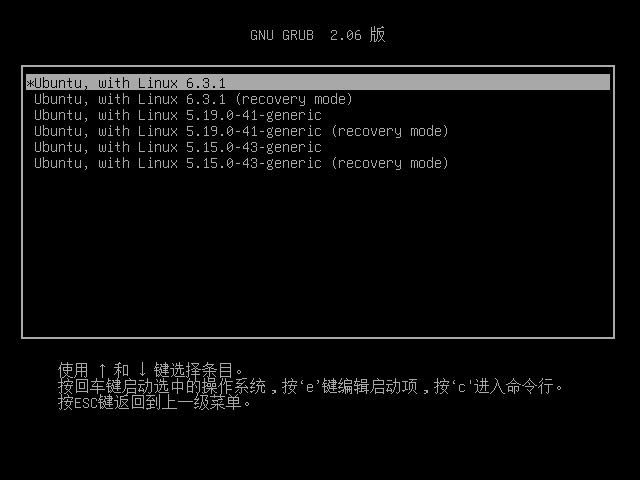 GNU GRUB  2.06 版
*Ubuntu, with Linux 6.3.1
Ubuntu, with Linux 6.3.1 (recovery mode)
Ubuntu, with Linux 5.19.0-41-generic
Ubuntu, with Linux 5.19.0-41-generic (recovery mode)
Ubuntu, with Linux 5.15.0-43-generic
Ubuntu, with Linux 5.15.0-43-generic (recovery mode)
使用 ↑ 和 ↓ 键选择条目。
按回车键启动选中的操作系统，按‘e’键编辑启动项，按‘c'进入命令行。
按ESC键返回到上一级菜单。